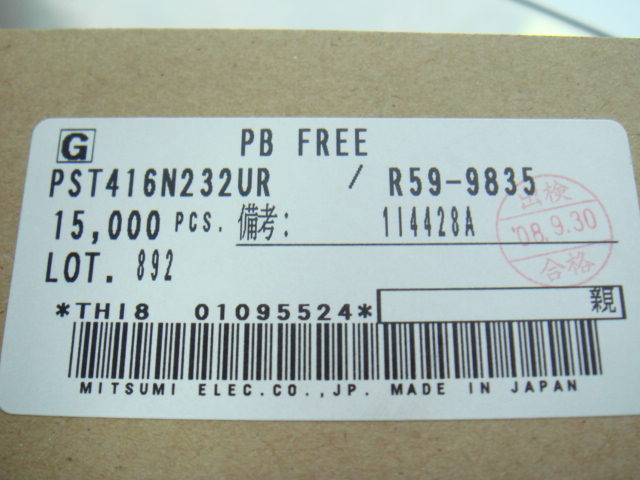 G PB FREE
PST416N232UR / R59-9835
15,000 PCS. 備考: 114428A
LOT. 892
出検
'08.9.30
合格
*THI8 01095524*
親
MITSUMI ELEC.CO.,JP. MADE IN JAPAN